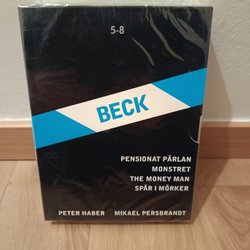 5-8
BECK
PENSIONAT PÄRLAN
MONSTRET
THE MONEY MAN
SPÅR I MÖRKER
PETER HABER MIKAEL PERSBRANDT